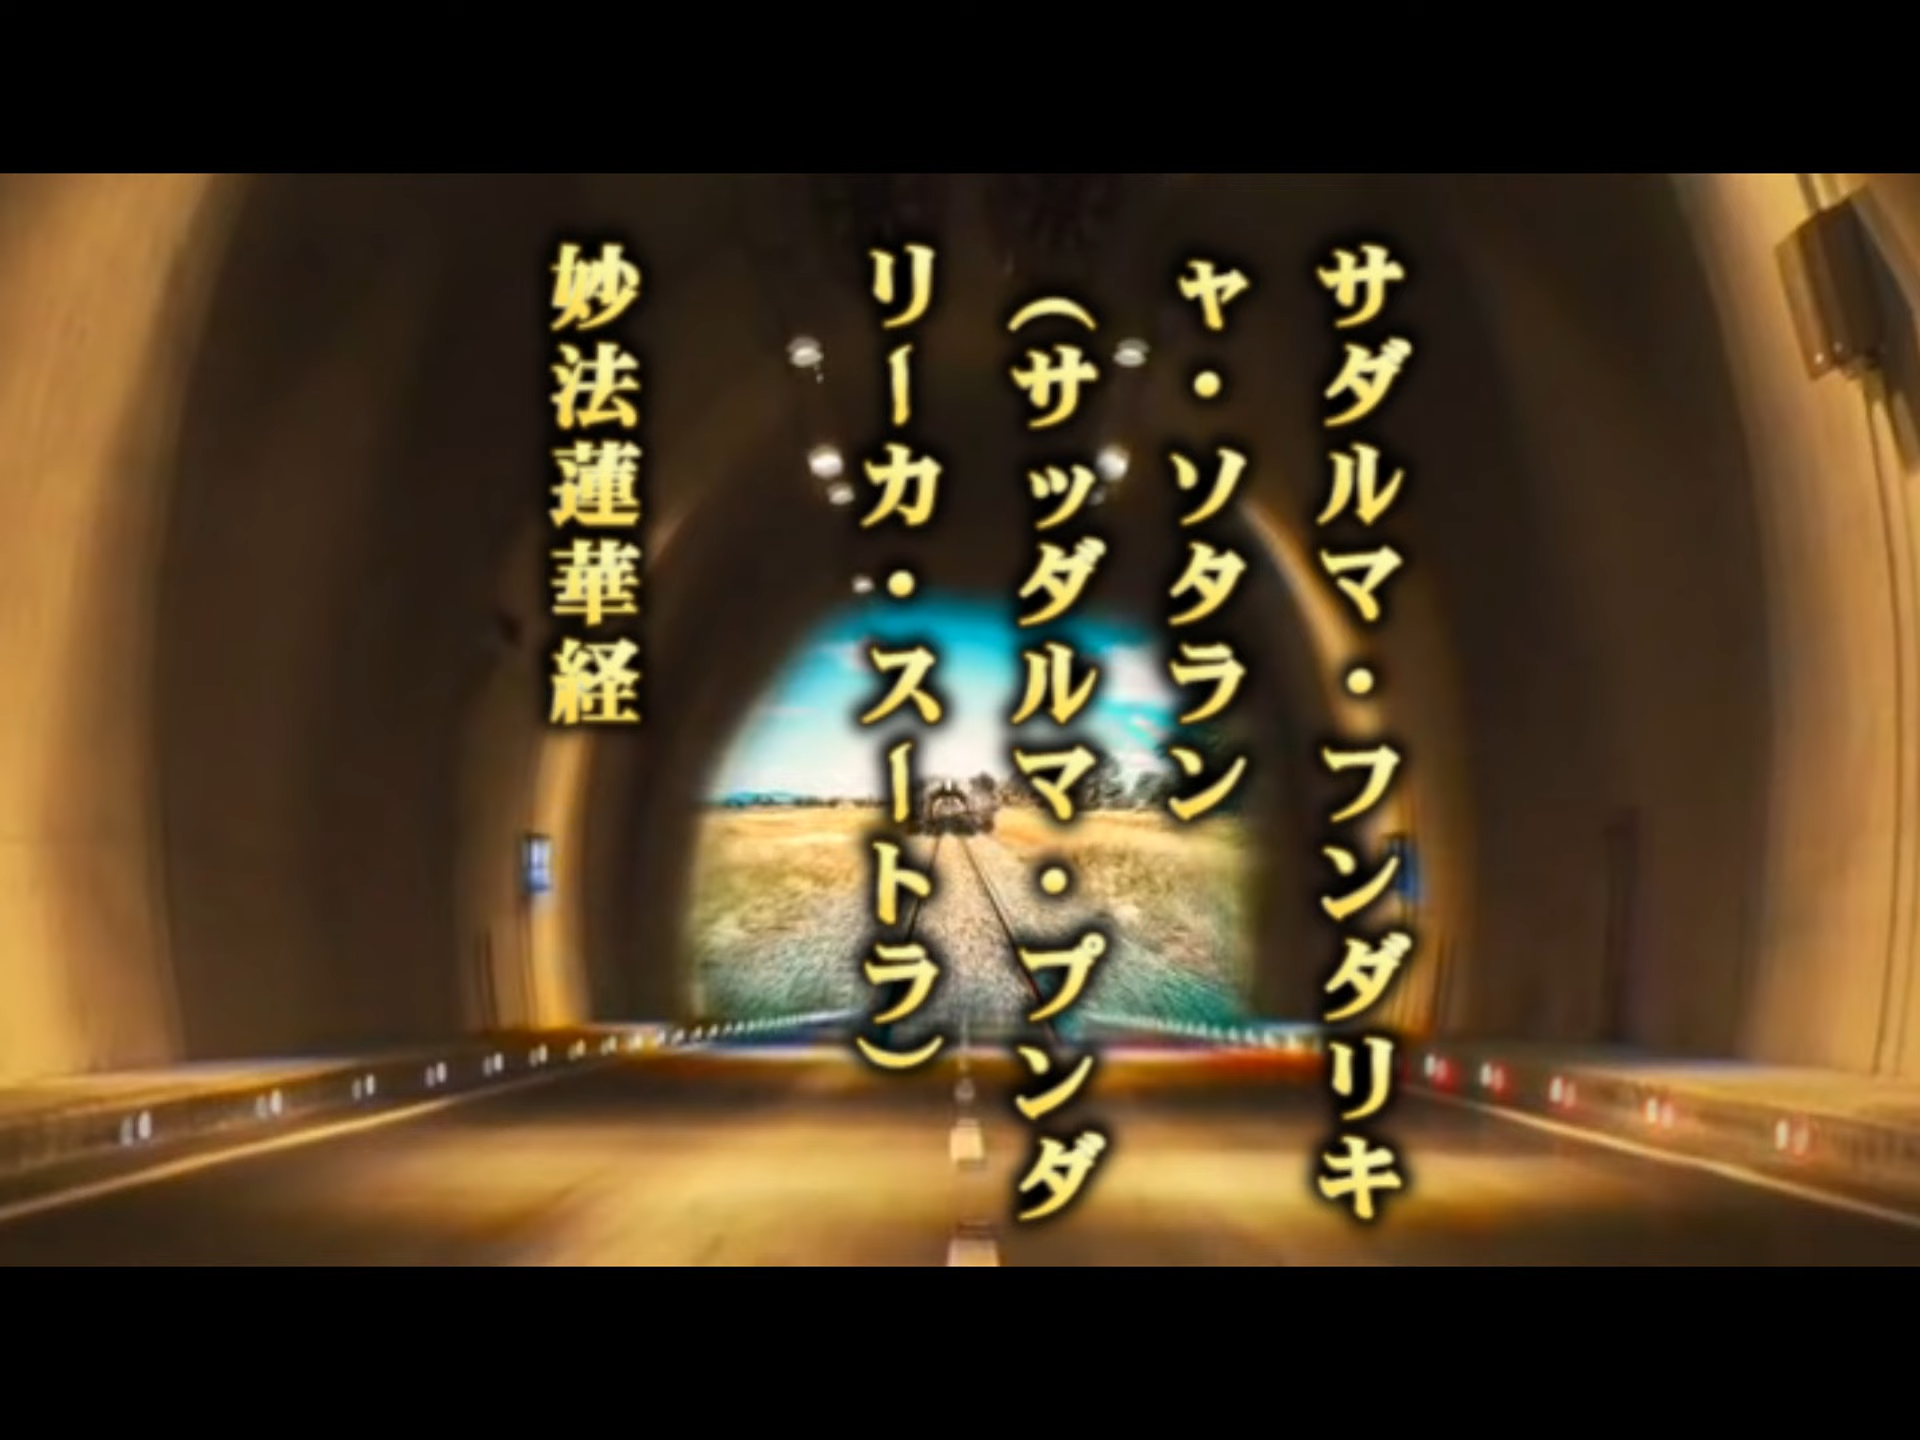 サダルマ・フンダリキ
ャ・ソタラン
（サッダルマ・プンダ
リーカ・スートラ）
妙法蓮華経